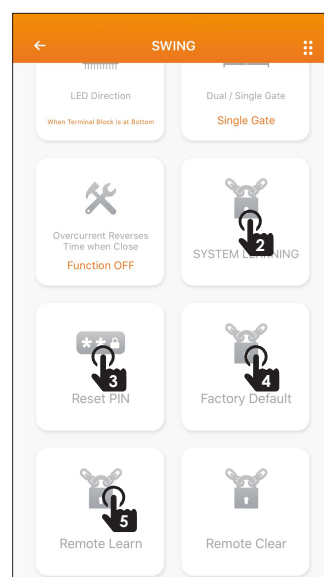 SWING
LED Direction
When Terminal Block is at Bottom
Dual / Single Gate
Single Gate
Overcurrent Reverses
Time when Close
Function OFF
2
SYSTEM LEARNING
***
3
Reset PIN
4
Factory Default
5
Remote Learn
Remote Clear